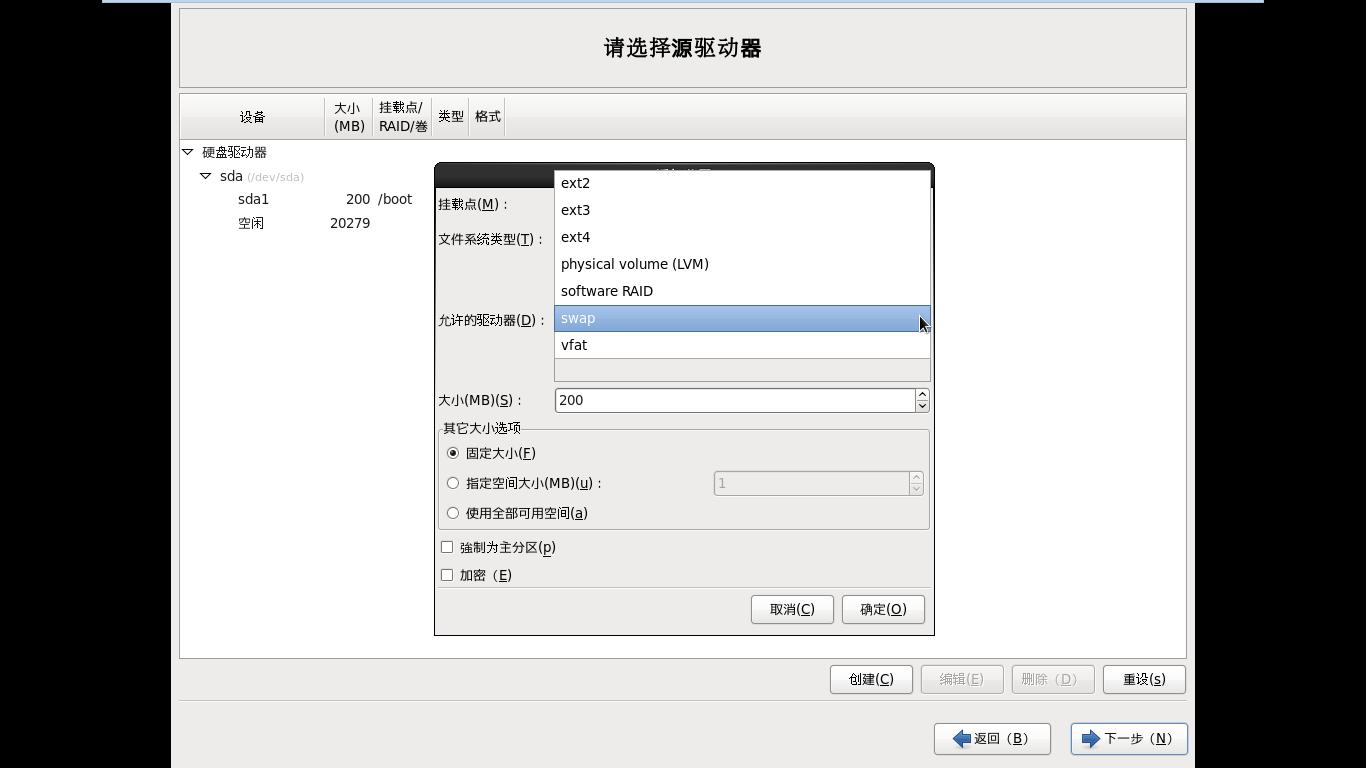 请选择源驱动器
设备
大小
(MB)
挂载点/
RAID/卷
类型
格式
硬盘驱动器
sda (/dev/sda)
sda1 200 /boot
空闲 20279
挂载点(M)：
文件系统类型(T)：
允许的驱动器(D)：
ext2
ext3
ext4
physical volume (LVM)
software RAID
swap
vfat
大小(MB)(S)： 200
其它大小选项
固定大小(F)
指定空间大小(MB)(u)： 1
使用全部可用空间(a)
強制为主分区(p)
加密（E)
取消(C) 确定(O)
创建(C) 编辑(E) 删除（D） 重设(s)
返回（B） 下一步（N）